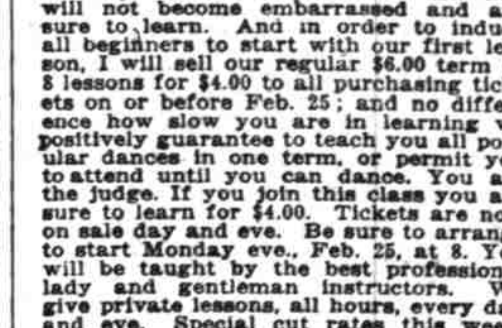 will not become embarrassed and a
sure to learn. And in order to indu
all beginners to start with our first le
son, I will sell our regular $6.00 term
8 lessons for $4.00 to all purchasing tic
ets on or before Feb. 25; and no diffe
ence how slow you are in learning
positively guarantee to teach you all po
ular dances in one term, or permit y
to attend until you can dance. You a
the judge. If you join this class you a
sure to learn for $4.00. Tickets are no
on sale day and eve. Be sure to arran
to start Monday eve., Feb. 25, at 8. Y
will be taught by the best profession
lady and gentleman instructors. W
give private lessons, all hours, every d
and eve. Special cut rates this we